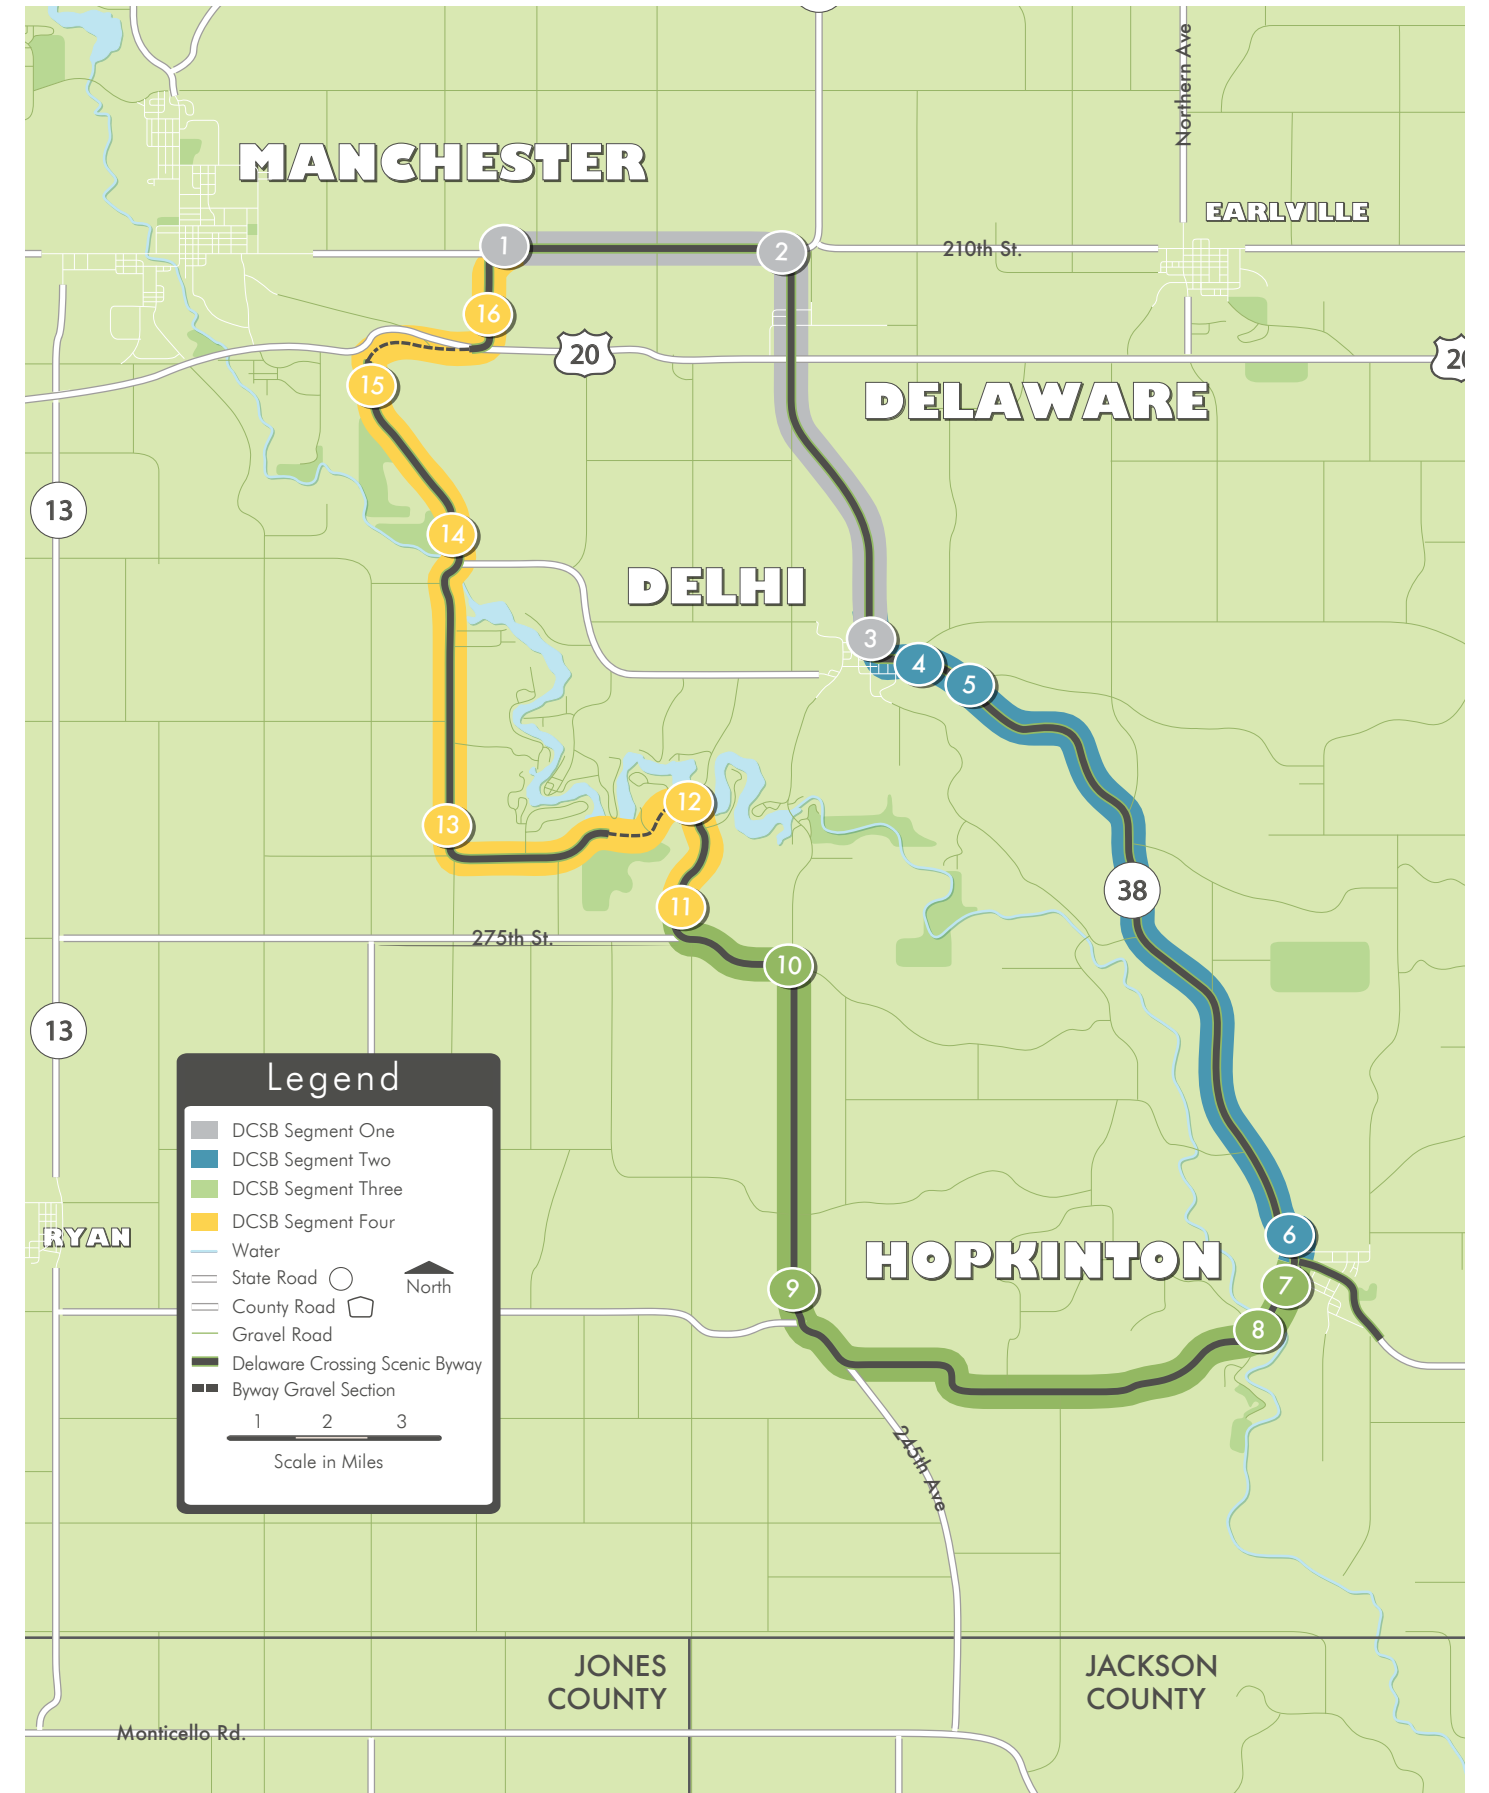 Northern Ave
MANCHESTER
EARLVILLE
1
2
210th St.
16
20
20
15
DELAWARE
13
14
DELHI
3
4
5
12
13
38
11
275th St.
10
13
Legend
DCSB Segment One
DCSB Segment Two
DCSB Segment Three
DCSB Segment Four
Water
State Road
North
County Road
Gravel Road
Delaware Crossing Scenic Byway
Byway Gravel Section
1 2 3
Scale in Miles
RYAN
HOPKINTON
6
7
9
8
245th Ave
JONES
COUNTY
JACKSON
COUNTY
Monticello Rd.